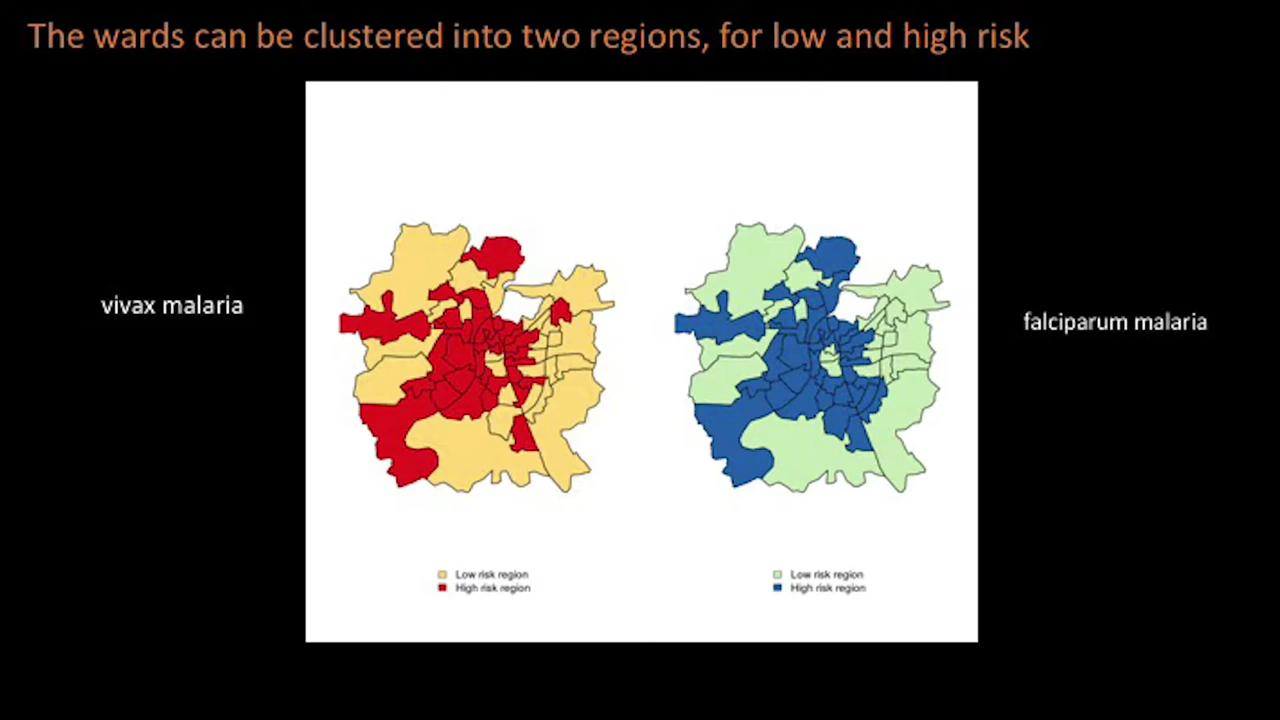 The wards can be clustered into two regions, for low and high risk
vivax malaria
falciparum malaria
Low risk region
High risk region
Low risk region
High risk region